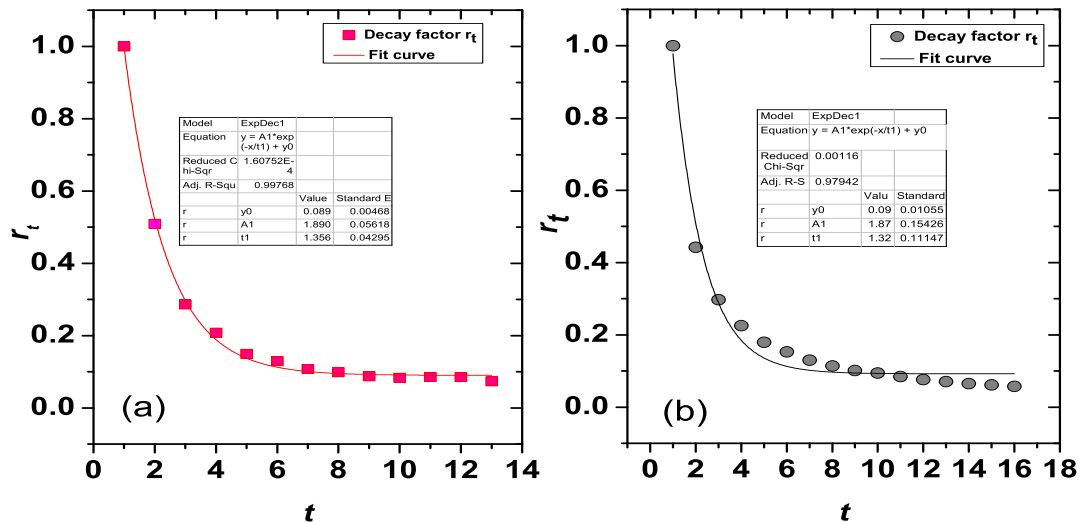 1.0
0.8
0.6
0.4
0.2
0.0
r_t
Decay factor r_t
Fit curve
Model ExpDec1
Equation y = A1*exp
(-x/t1) + y0
Reduced C 1.60752E-
hi-Sqr 4
Adj. R-Squ 0.99768
Value Standard E
r y0 0.089 0.00468
r A1 1.890 0.05618
r t1 1.356 0.04295
(a)
0 2 4 6 8 10 12 14
t
1.0
0.8
0.6
0.4
0.2
0.0
r_t
Decay factor r_t
Fit curve
Model ExpDec1
Equation y = A1*exp(-x/t1) + y0
Reduced 0.00116
Chi-Sqr
Adj. R-S 0.97942
Valu Standard
r y0 0.09 0.01055
r A1 1.87 0.15426
r t1 1.32 0.11147
(b)
0 2 4 6 8 10 12 14 16 18
t